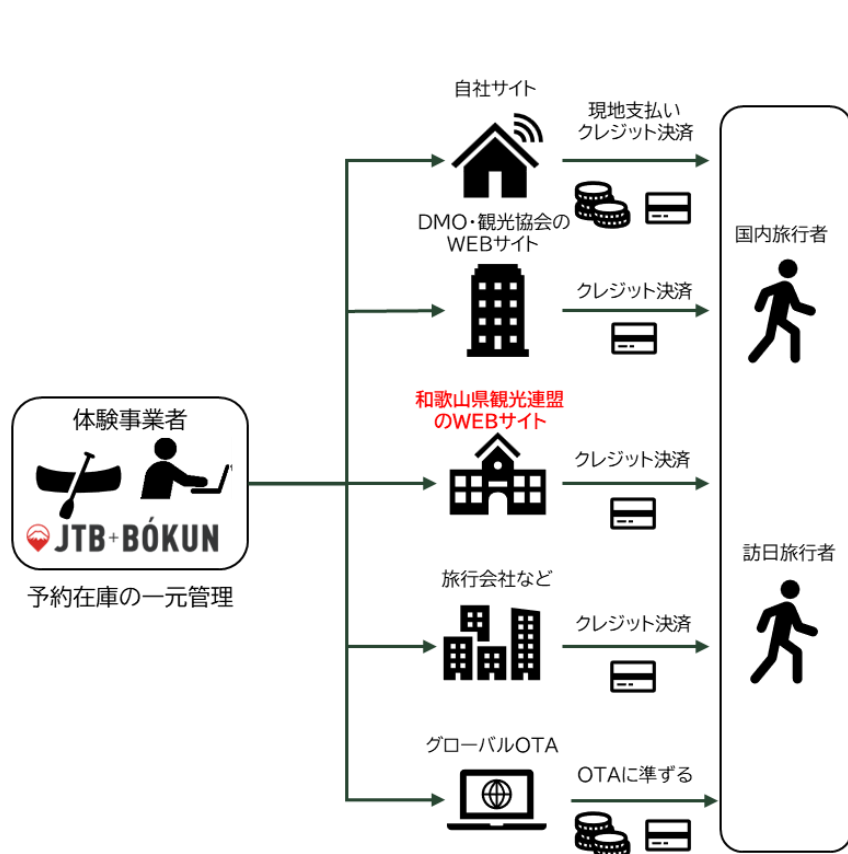 自社サイト
現地支払い
クレジット決済
DMO・観光協会の
WEBサイト
クレジット決済
国内旅行者
和歌山県観光連盟
のWEBサイト
クレジット決済
体験事業者
JTB+BÓKUN
予約在庫の一元管理
旅行会社など
クレジット決済
訪日旅行者
グローバルOTA
OTAに準ずる